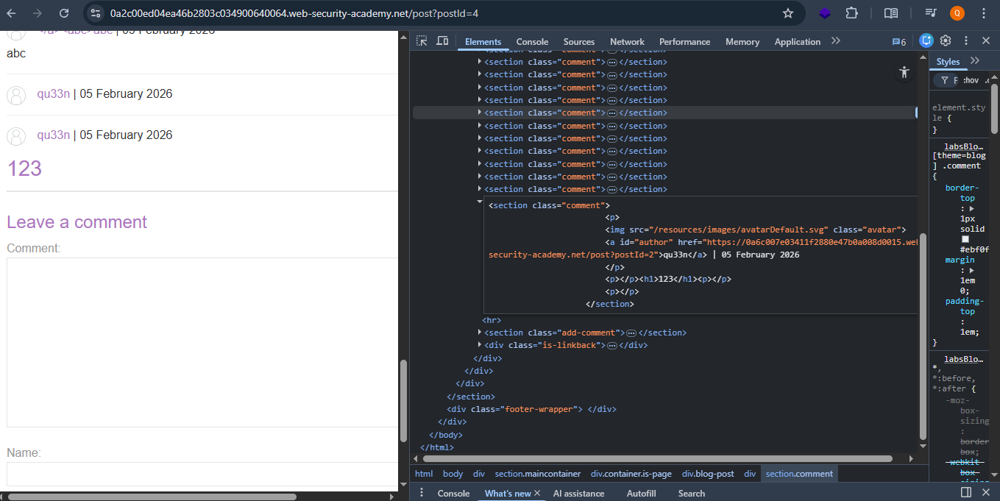 0a2c00ed04ea46b2803c034900640064.web-security-academy.net/post?postId=4
Q
</a> <abc>abc | 05 February 2026
abc
qu33n | 05 February 2026
qu33n | 05 February 2026
123
Leave a comment
Comment:
Name:
Elements Console Sources Network Performance Memory Application 6
<section class="comment"> </section>
<section class="comment"> </section>
<section class="comment"> </section>
<section class="comment"> </section>
<section class="comment"> </section>
<section class="comment"> </section>
<section class="comment"> </section>
<section class="comment"> </section>
<section class="comment"> </section>
<section class="comment"> </section>
<section class="comment"> </section>
<section class="comment"> </section>
<section class="comment">
<p>
<img src="/resources/images/avatarDefault.svg" class="avatar">
<a id="author" href="https://0a6c007e03411f2880e47b0a008d0015.we
security-academy.net/post?postId=2">qu33n</a> | 05 February 2026
</p>
<p></p><h1>123</h1><p></p>
<p></p>
</section>
<hr>
<section class="add-comment"> </section>
<div class="is-linkback"> </div>
</div>
</div>
</div>
</section>
<div class="footer-wrapper"> </div>
</div>
</body>
</html>
html body div section.maincontainer div.container.is-page div.blog-post div section.comment
Console What's new AI assistance Autofill Search
Styles
F :hov .c
element.sty
le {
}
labsBlo…
[theme=blog
] .comment
{
border-
top
:
1px
solid
#ebf0f
margin
:
1em
0;
padding-
top
:
1em;
}
labsBlo…
*,
*:before,
*:after {
-moz-
box-
sizing
:
border
box;
-webkit
box-
sizing